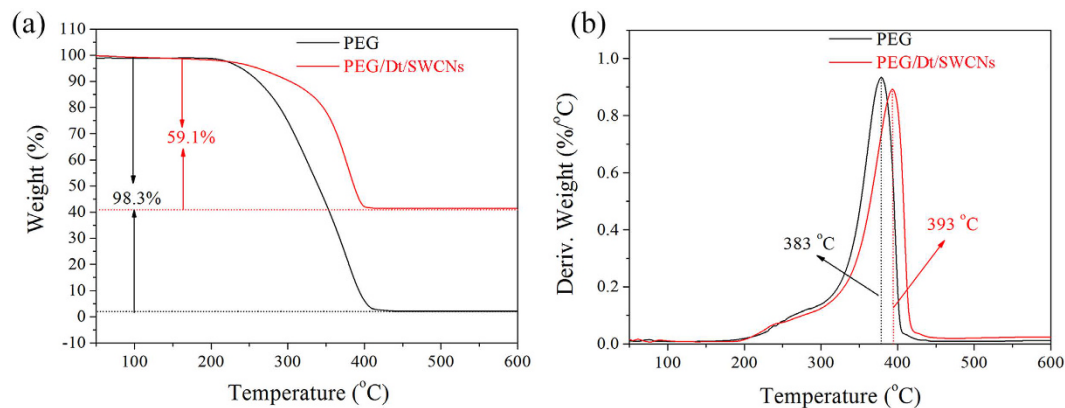 (a)
110
100
90
80
70
60
50
40
30
20
10
0
-10
Weight (%)
PEG
PEG/Dt/SWCNs
59.1%
98.3%
100
200
300
400
500
600
Temperature (°C)
(b)
1.0
0.8
0.6
0.4
0.2
0.0
Deriv. Weight (%/°C)
PEG
PEG/Dt/SWCNs
383 °C
393 °C
100
200
300
400
500
600
Temperature (°C)